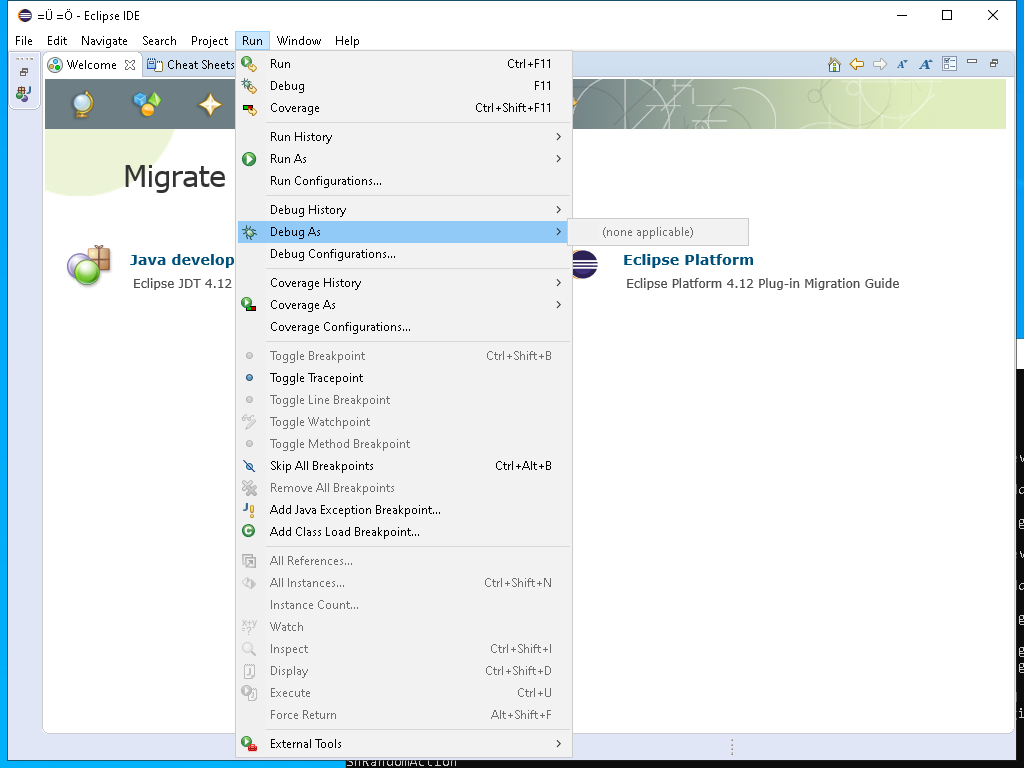 =Ü =Ö - Eclipse IDE
File Edit Navigate Search Project Run Window Help
Welcome Cheat Sheets
Run Ctrl+F11
Debug F11
Coverage Ctrl+Shift+F11
Run History
Run As
Run Configurations...
Debug History
Debug As
(none applicable)
Debug Configurations...
Coverage History
Coverage As
Coverage Configurations...
Toggle Breakpoint Ctrl+Shift+B
Toggle Tracepoint
Toggle Line Breakpoint
Toggle Watchpoint
Toggle Method Breakpoint
Skip All Breakpoints Ctrl+Alt+B
Remove All Breakpoints
Add Java Exception Breakpoint...
Add Class Load Breakpoint...
All References...
All Instances... Ctrl+Shift+N
Instance Count...
Watch
Inspect Ctrl+Shift+I
Display Ctrl+Shift+D
Execute Ctrl+U
Force Return Alt+Shift+F
External Tools
Migrate
Java develop
Eclipse JDT 4.12
Eclipse Platform
Eclipse Platform 4.12 Plug-in Migration Guide